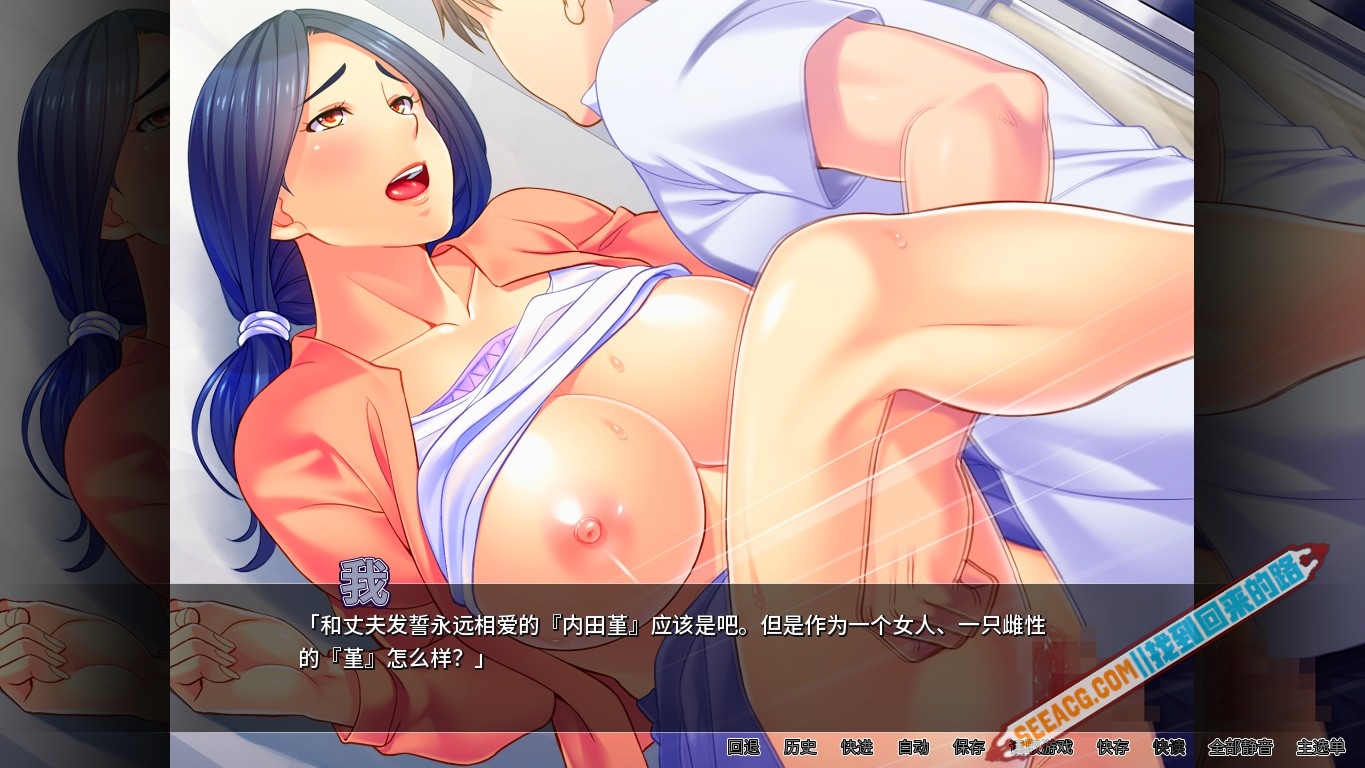 我
「和丈夫发誓永远相爱的『内田堇』应该是吧。但是作为一个女人、一只雌性
的『堇』怎么样？」
SEEACG.COM||找到回来的路
回退 历史 快进 自动 保存 游戏 快存 快读 全部静音 主选单